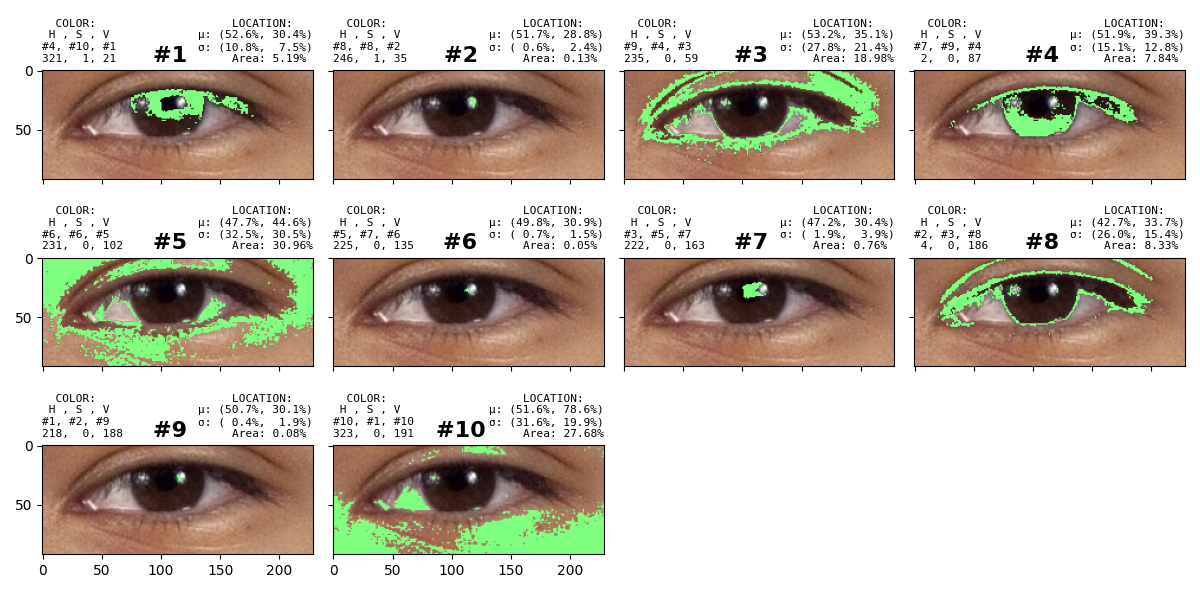 COLOR: LOCATION:
H , S , V μ: (52.6%, 30.4%)
#4, #10, #1 σ: (10.8%,  7.5%)
321,  1, 21 #1 Area: 5.19%
COLOR: LOCATION:
H , S , V μ: (51.7%, 28.8%)
#8, #8, #2 σ: ( 0.6%,  2.4%)
246,  1, 35 #2 Area: 0.13%
COLOR: LOCATION:
H , S , V μ: (53.2%, 35.1%)
#9, #4, #3 σ: (27.8%, 21.4%)
235,  0, 59 #3 Area: 18.98%
COLOR: LOCATION:
H , S , V μ: (51.9%, 39.3%)
#7, #9, #4 σ: (15.1%, 12.8%)
2,  0, 87 #4 Area: 7.84%
0
50
COLOR: LOCATION:
H , S , V μ: (47.7%, 44.6%)
#6, #6, #5 σ: (32.5%, 30.5%)
231,  0, 102 #5 Area: 30.96%
COLOR: LOCATION:
H , S , V μ: (49.8%, 30.9%)
#5, #7, #6 σ: ( 0.7%,  1.5%)
225,  0, 135 #6 Area: 0.05%
COLOR: LOCATION:
H , S , V μ: (47.2%, 30.4%)
#3, #5, #7 σ: ( 1.9%,  3.9%)
222,  0, 163 #7 Area: 0.76%
COLOR: LOCATION:
H , S , V μ: (42.7%, 33.7%)
#2, #3, #8 σ: (26.0%, 15.4%)
4,  0, 186 #8 Area: 8.33%
0
50
COLOR: LOCATION:
H , S , V μ: (50.7%, 30.1%)
#1, #2, #9 σ: ( 0.4%,  1.9%)
218,  0, 188 #9 Area: 0.08%
COLOR: LOCATION:
H , S , V μ: (51.6%, 78.6%)
#10, #1, #10 σ: (31.6%, 19.9%)
323,  0, 191 #10 Area: 27.68%
0
50
0 50 100 150 200
0 50 100 150 200